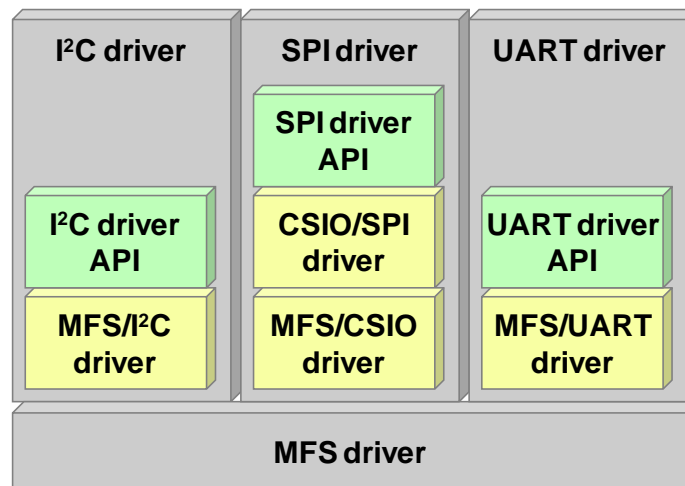 I²C driver
SPI driver
UART driver
SPI driver
API
I²C driver
API
CSIO/SPI
driver
UART driver
API
MFS/I²C
driver
MFS/CSIO
driver
MFS/UART
driver
MFS driver